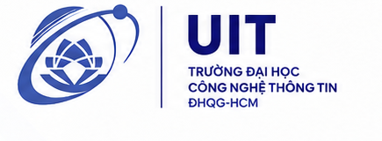 UIT
TRƯỜNG ĐẠI HỌC
CÔNG NGHỆ THÔNG TIN
ĐHQG-HCM